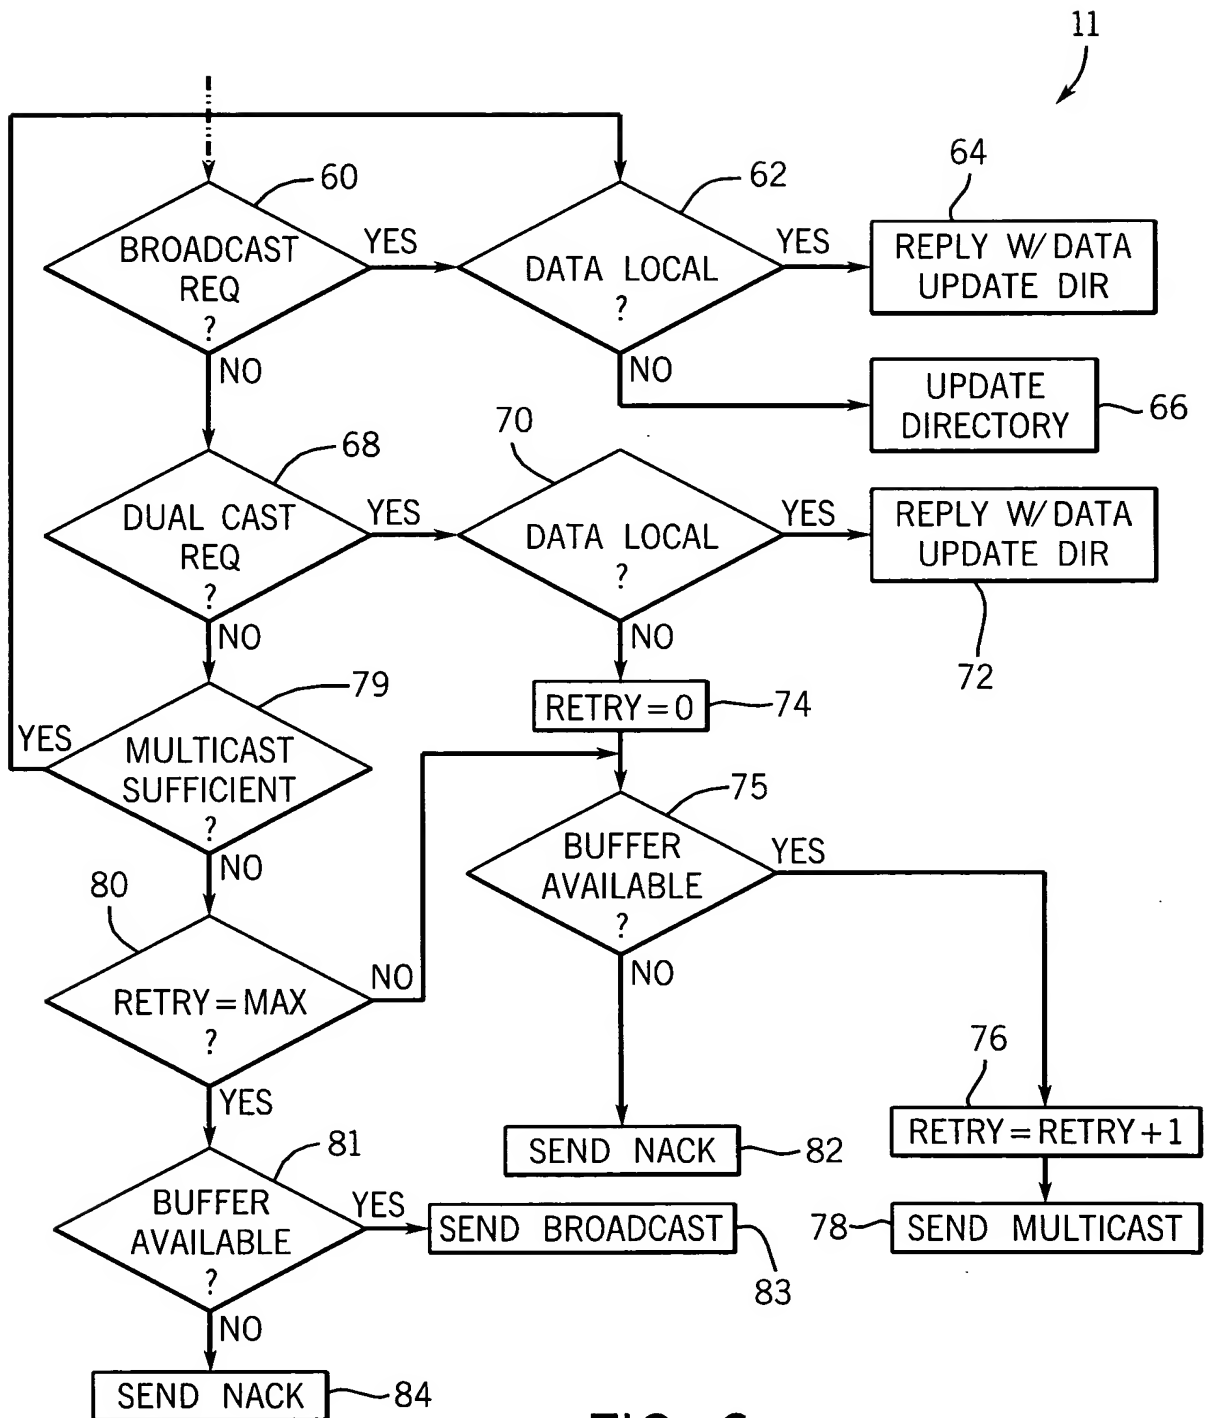 11
60
62
64
BROADCAST
REQ
?
YES
DATA LOCAL
?
YES
REPLY W/DATA
UPDATE DIR
NO
NO
UPDATE
DIRECTORY
66
68
70
DUAL CAST
REQ
?
YES
DATA LOCAL
?
YES
REPLY W/DATA
UPDATE DIR
72
NO
NO
79
RETRY=0
74
YES
MULTICAST
SUFFICIENT
?
NO
75
BUFFER
AVAILABLE
?
YES
NO
80
RETRY=MAX
?
NO
YES
76
RETRY=RETRY+1
78
SEND MULTICAST
SEND NACK
82
81
BUFFER
AVAILABLE
?
YES
SEND BROADCAST
83
NO
SEND NACK
84